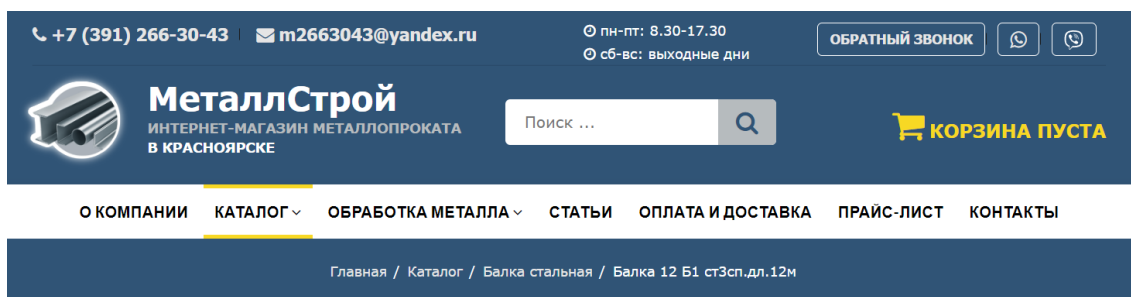 +7 (391) 266-30-43 m2663043@yandex.ru
пн-пт: 8.30-17.30
сб-вс: выходные дни
ОБРАТНЫЙ ЗВОНОК
МеталлСтрой
ИНТЕРНЕТ-МАГАЗИН МЕТАЛЛОПРОКАТА
В КРАСНОЯРСКЕ
Поиск ...
КОРЗИНА ПУСТА
О КОМПАНИИ КАТАЛОГ ОБРАБОТКА МЕТАЛЛА СТАТЬИ ОПЛАТА И ДОСТАВКА ПРАЙС-ЛИСТ КОНТАКТЫ
Главная / Каталог / Балка стальная / Балка 12 Б1 ст3сп.дл.12м